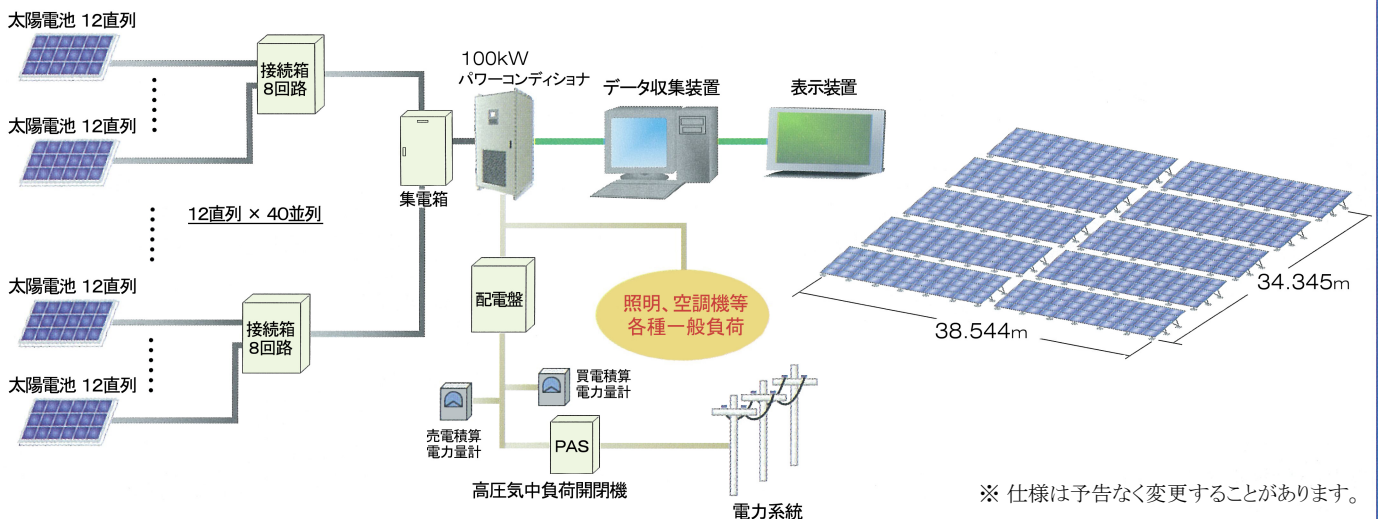 太陽電池 12直列
接続箱
8回路
太陽電池 12直列
12直列 × 40並列
太陽電池 12直列
接続箱
8回路
太陽電池 12直列
集電箱
100kW
パワーコンディショナ
データ収集装置
表示装置
配電盤
照明、空調機等
各種一般負荷
買電積算
電力量計
売電積算
電力量計
PAS
高圧気中負荷開閉機
電力系統
38.544m
34.345m
※ 仕様は予告なく変更することがあります。